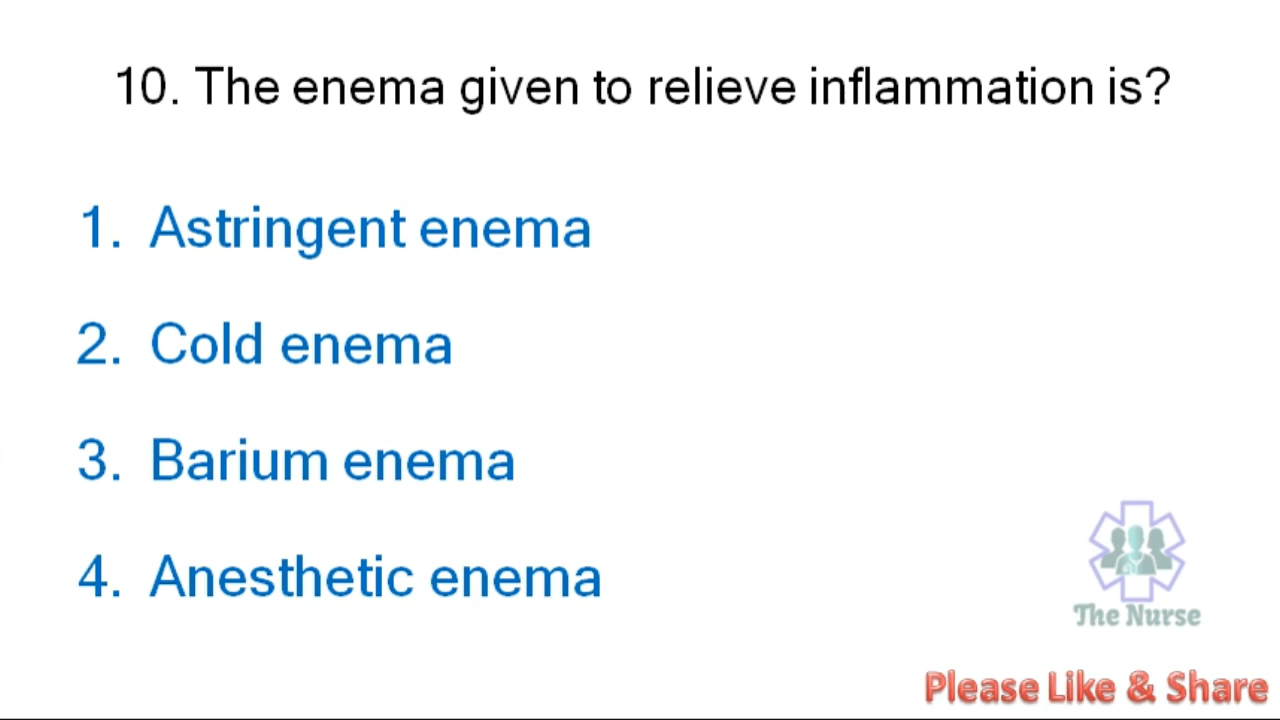 10. The enema given to relieve inflammation is?
1. Astringent enema
2. Cold enema
3. Barium enema
4. Anesthetic enema
The Nurse
Please Like & Share